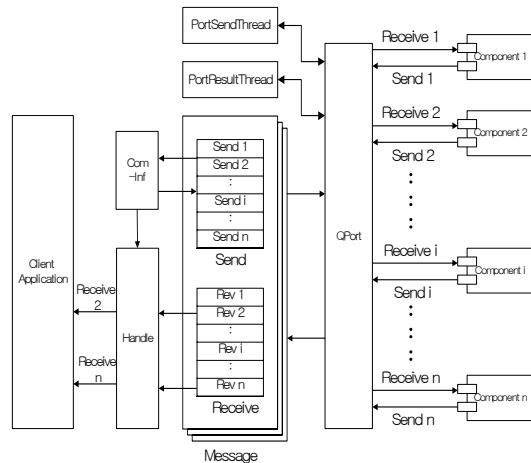 PortSendThread
PortResultThread
Client
Application
Com
-Inf
Handle
Receive
2
Receive
n
Send 1
Send 2
:
Send i
:
Send n
Send
Rev 1
Rev 2
:
Rev i
:
Rev n
Receive
Message
QPort
Receive 1
Send 1
Component 1
Receive 2
Send 2
Component 2
Receive i
Send i
Component i
Receive n
Send n
Component n